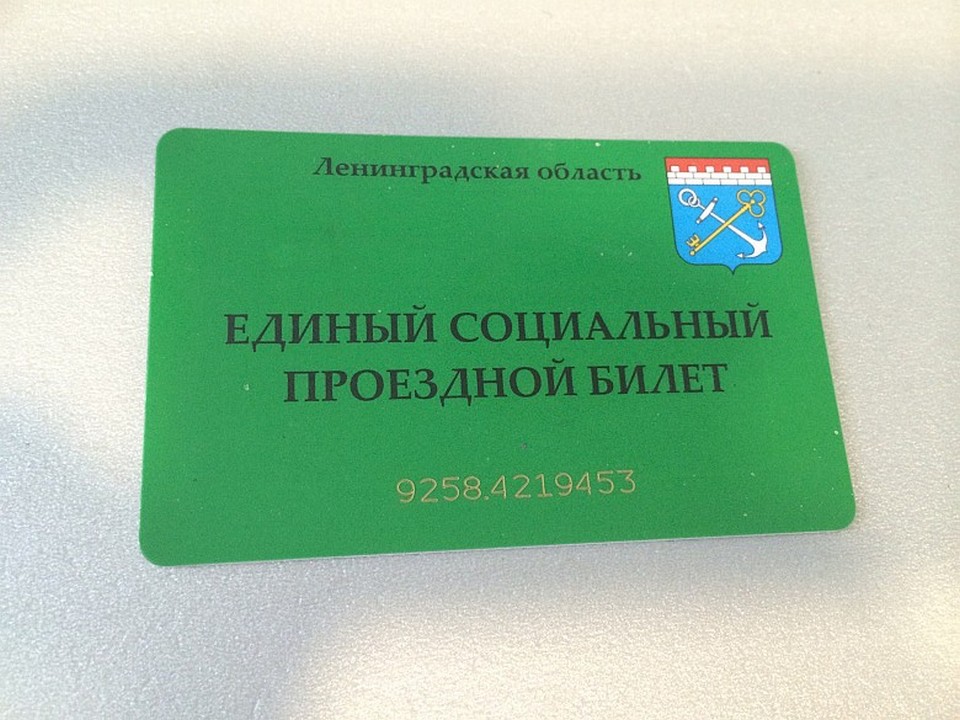 Ленинградская область
ЕДИНЫЙ СОЦИАЛЬНЫЙ
ПРОЕЗДНОЙ БИЛЕТ
9258.4219453